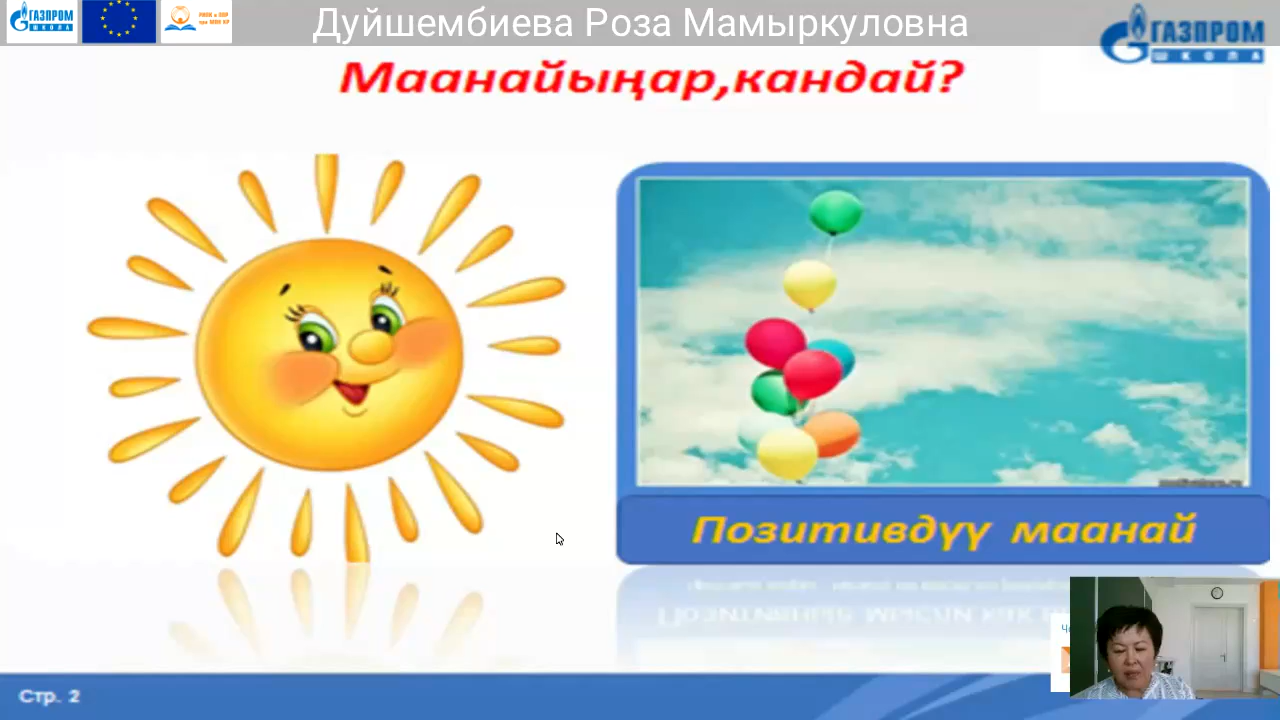 ГАЗПРОМ
ШКОЛА
Дуйшембиева Роза Мамыркуловна
ГАЗПРОМ
ШКОЛА
Маанайыңар,кандай?
Позитивдүү маанай
Стр. 2